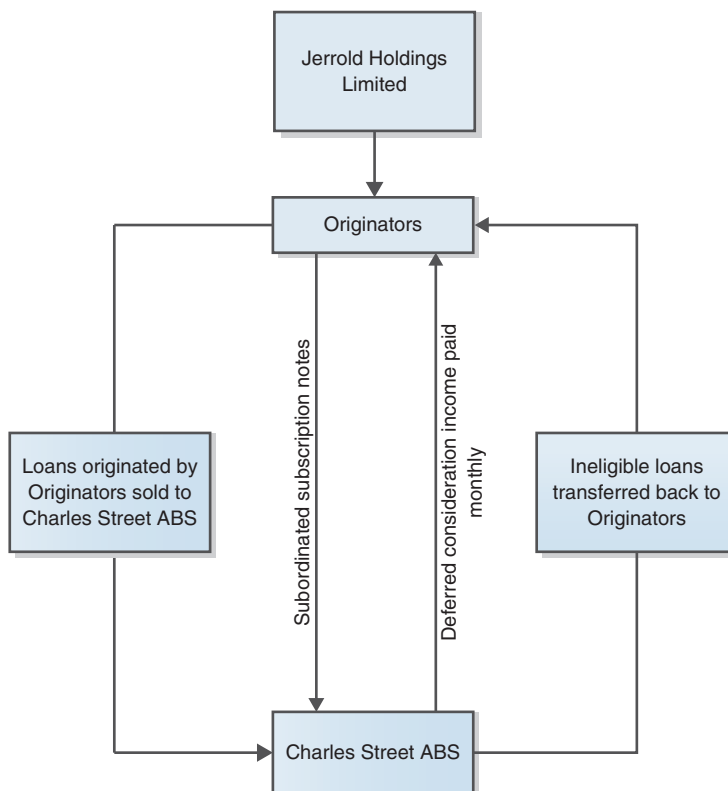 Jerrold Holdings
Limited
Originators
Subordinated subscription notes
Deferred consideration income paid
monthly
Loans originated by
Originators sold to
Charles Street ABS
Ineligible loans
transferred back to
Originators
Charles Street ABS